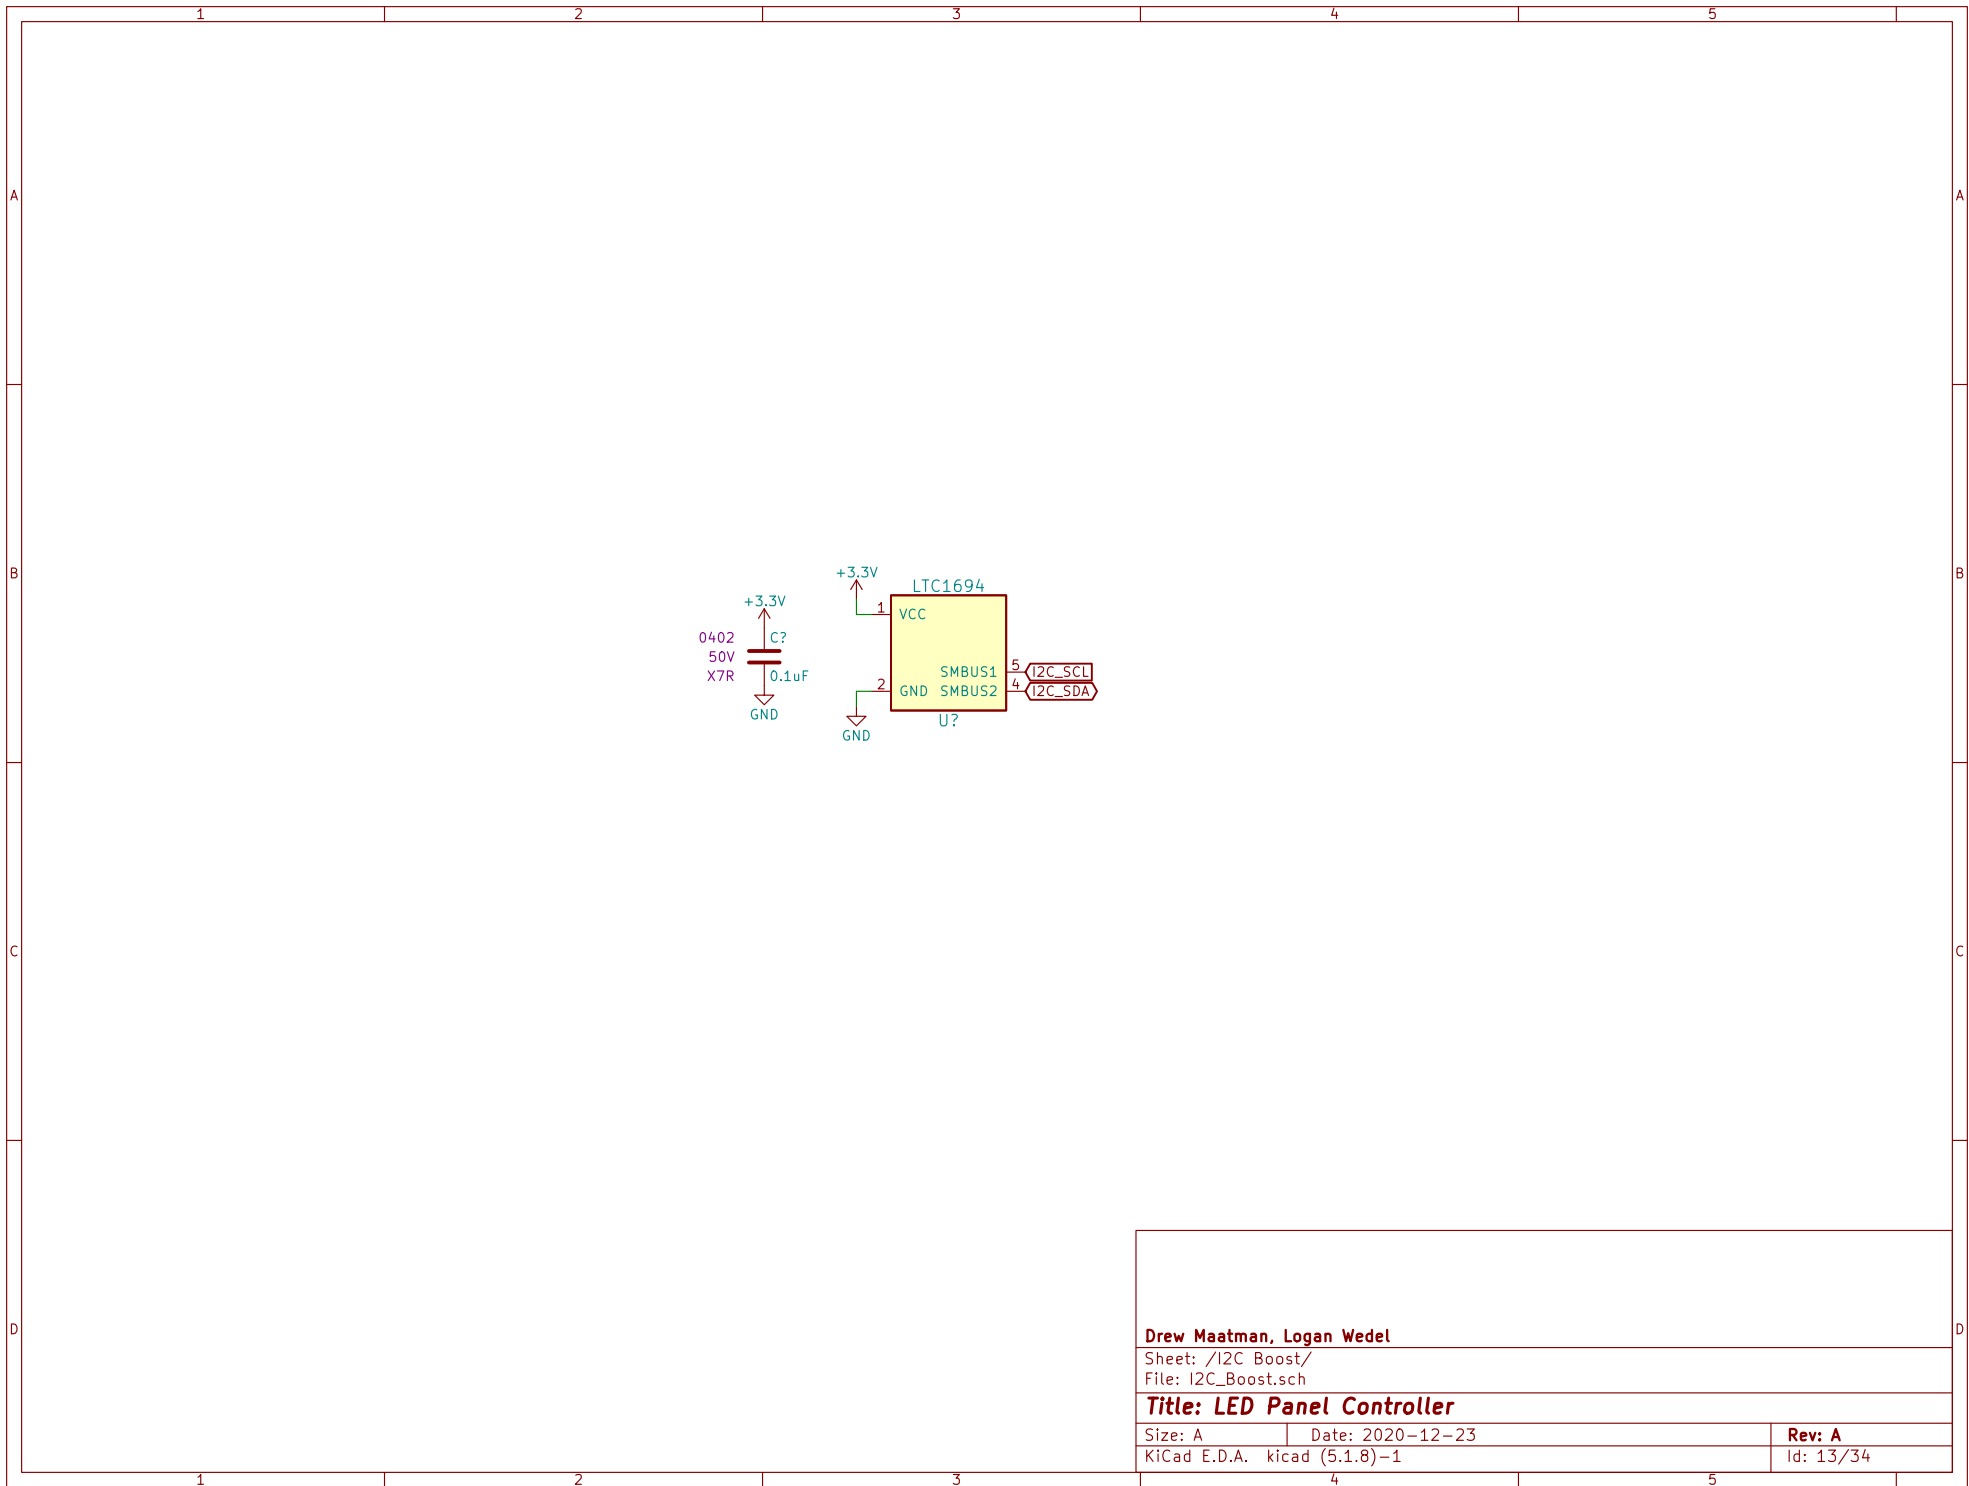 1 2 3 4 5
A A
B B
C C
D D
+3.3V
LTC1694
+3.3V
1 VCC
0402 C?
50V
X7R 0.1uF
SMBUS1 5 I2C_SCL
2 GND SMBUS2 4 I2C_SDA
GND
U?
GND
Drew Maatman, Logan Wedel
Sheet: /I2C Boost/
File: I2C_Boost.sch
Title: LED Panel Controller
Size: A Date: 2020-12-23 Rev: A
KiCad E.D.A. kicad (5.1.8)-1 Id: 13/34
1 2 3 4 5